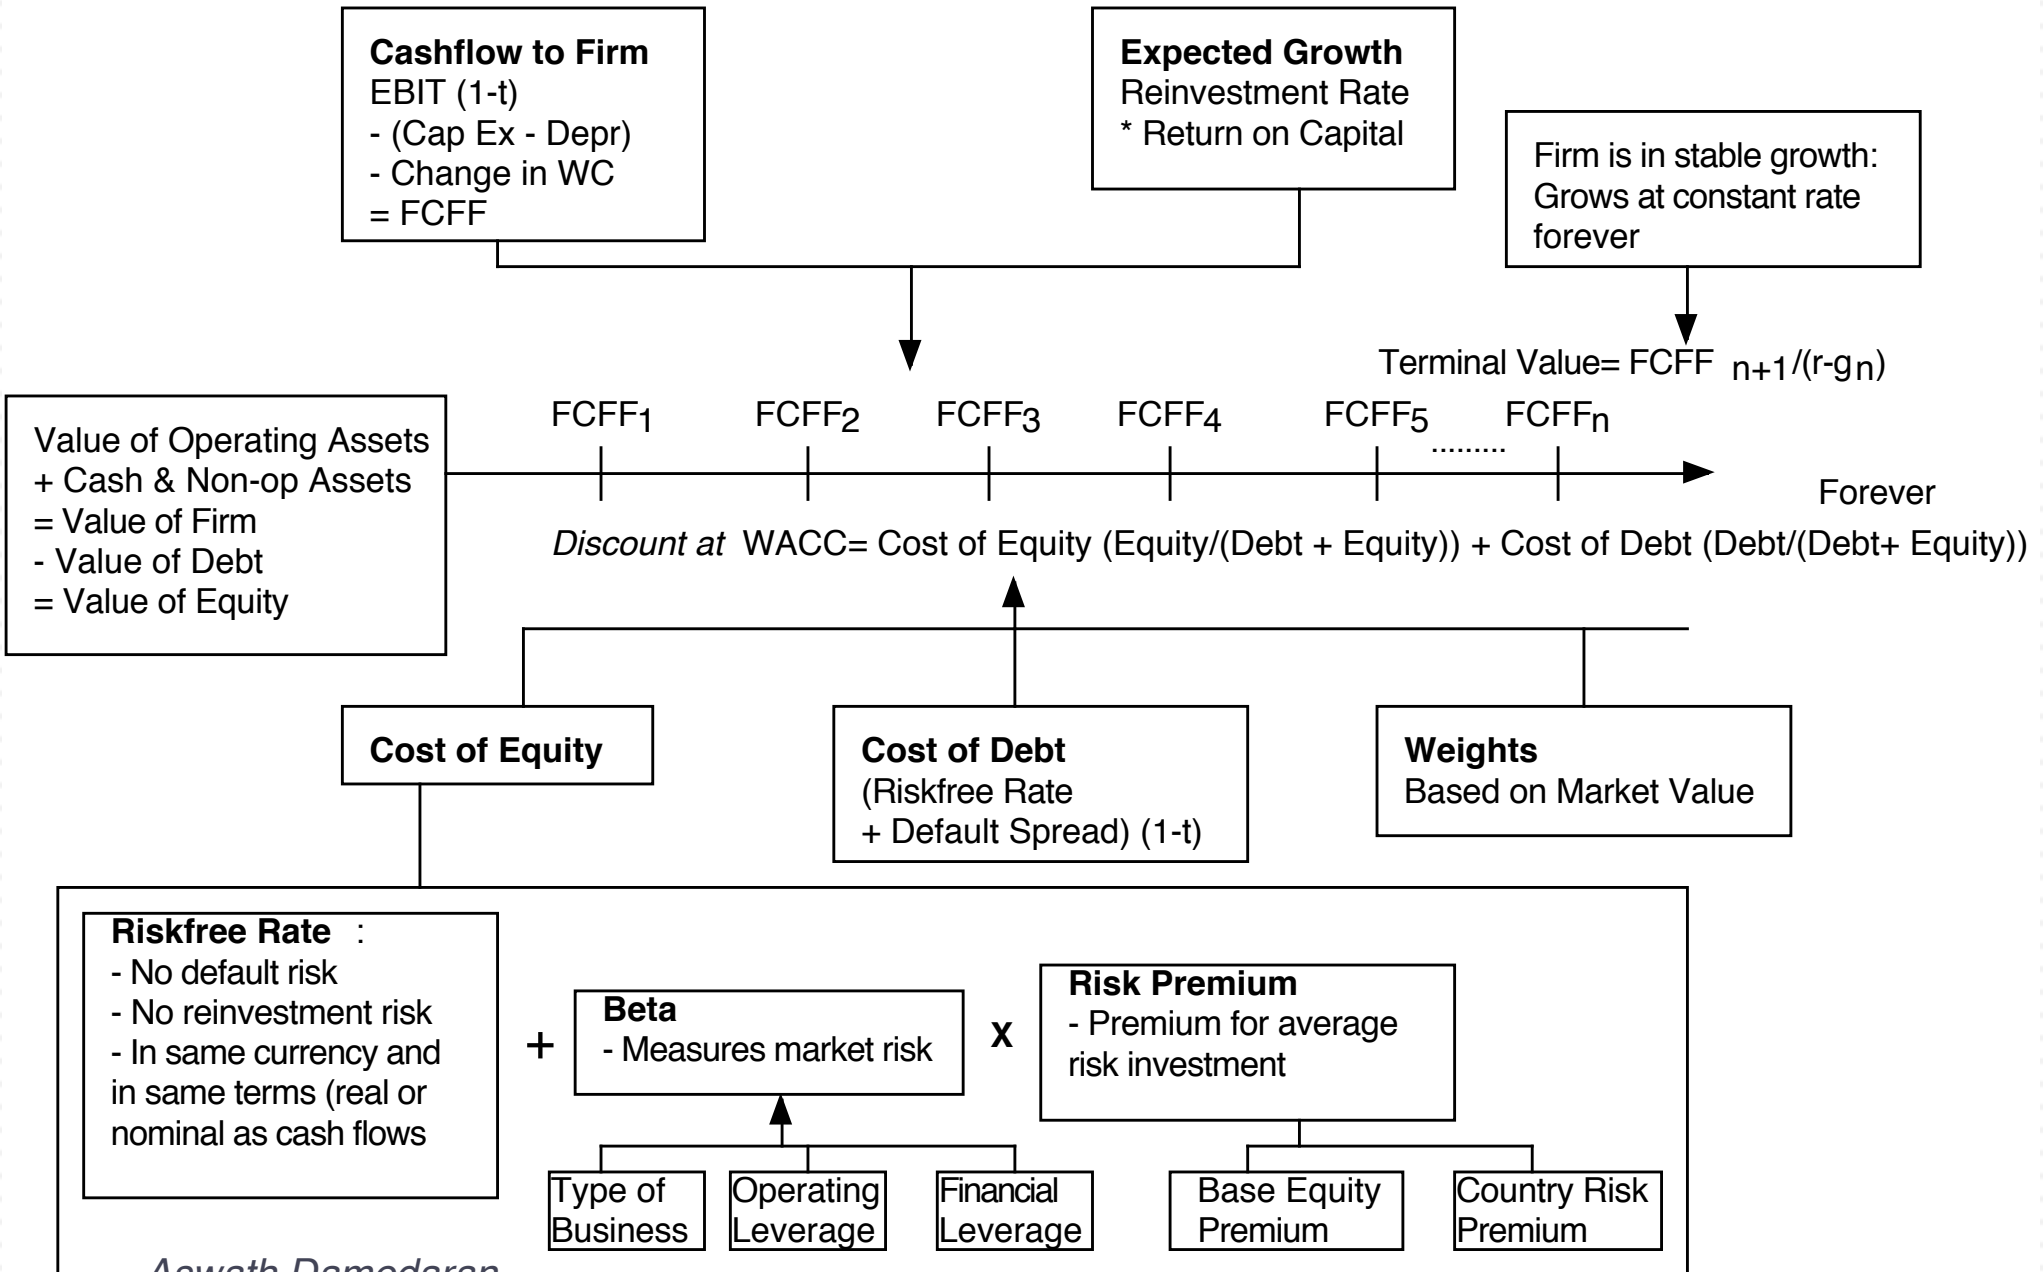 Cashflow to Firm
EBIT (1-t)
- (Cap Ex - Depr)
- Change in WC
= FCFF
Expected Growth
Reinvestment Rate
* Return on Capital
Firm is in stable growth:
Grows at constant rate
forever
Terminal Value= FCFF n+1/(r-gn)
FCFF1 FCFF2 FCFF3 FCFF4 FCFF5 ......... FCFFn
Forever
Value of Operating Assets
+ Cash & Non-op Assets
= Value of Firm
- Value of Debt
= Value of Equity
Discount at WACC= Cost of Equity (Equity/(Debt + Equity)) + Cost of Debt (Debt/(Debt+ Equity))
Cost of Equity
Cost of Debt
(Riskfree Rate
+ Default Spread) (1-t)
Weights
Based on Market Value
Riskfree Rate :
- No default risk
- No reinvestment risk
- In same currency and
in same terms (real or
nominal as cash flows
+
Beta
- Measures market risk
X
Risk Premium
- Premium for average
risk investment
Type of
Business
Operating
Leverage
Financial
Leverage
Base Equity
Premium
Country Risk
Premium
Aswath Damodaran